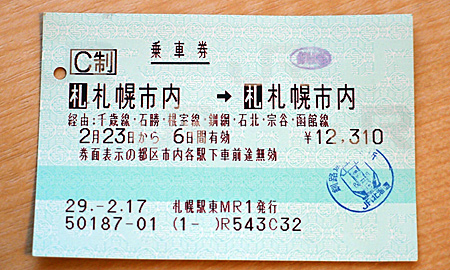 C制 乗車券
札 札幌市内 → 札 札幌市内
経由:千歳線・石勝・根室線・釧網・石北・宗谷・函館線
2月23日から 6日間有効 ¥12,310
券面表示の都区市内各駅下車前途無効
29.-2.17 札幌駅東MR1発行
50187-01 (1- )R543C32